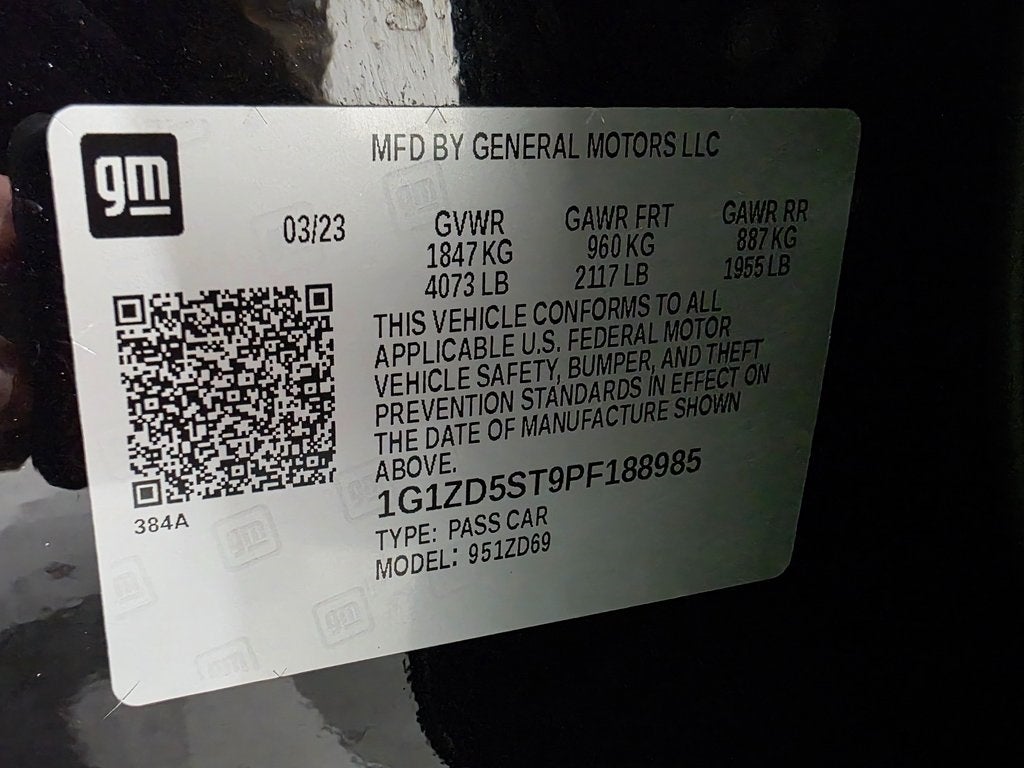 gm
MFD BY GENERAL MOTORS LLC
03/23 GVWR GAWR FRT GAWR RR
1847 KG 960 KG 887 KG
4073 LB 2117 LB 1955 LB
THIS VEHICLE CONFORMS TO ALL
APPLICABLE U.S. FEDERAL MOTOR
VEHICLE SAFETY, BUMPER, AND THEFT
PREVENTION STANDARDS IN EFFECT ON
THE DATE OF MANUFACTURE SHOWN
ABOVE.
1G1ZD5ST9PF188985
384A
TYPE: PASS CAR
MODEL: 951ZD69